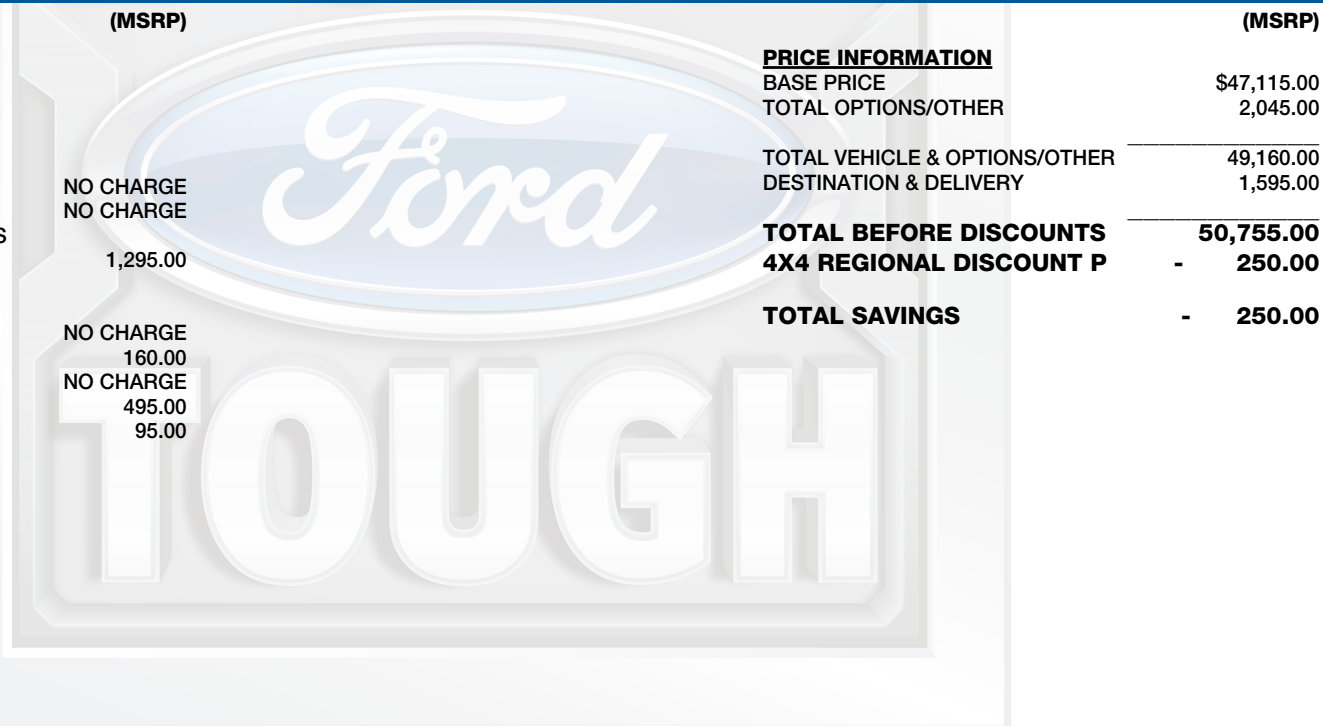 (MSRP)
NO CHARGE
NO CHARGE
S
1,295.00
NO CHARGE
160.00
NO CHARGE
495.00
95.00
Ford
TOUGH
(MSRP)
PRICE INFORMATION
BASE PRICE $47,115.00
TOTAL OPTIONS/OTHER 2,045.00
TOTAL VEHICLE & OPTIONS/OTHER 49,160.00
DESTINATION & DELIVERY 1,595.00
TOTAL BEFORE DISCOUNTS 50,755.00
4X4 REGIONAL DISCOUNT P - 250.00
TOTAL SAVINGS - 250.00